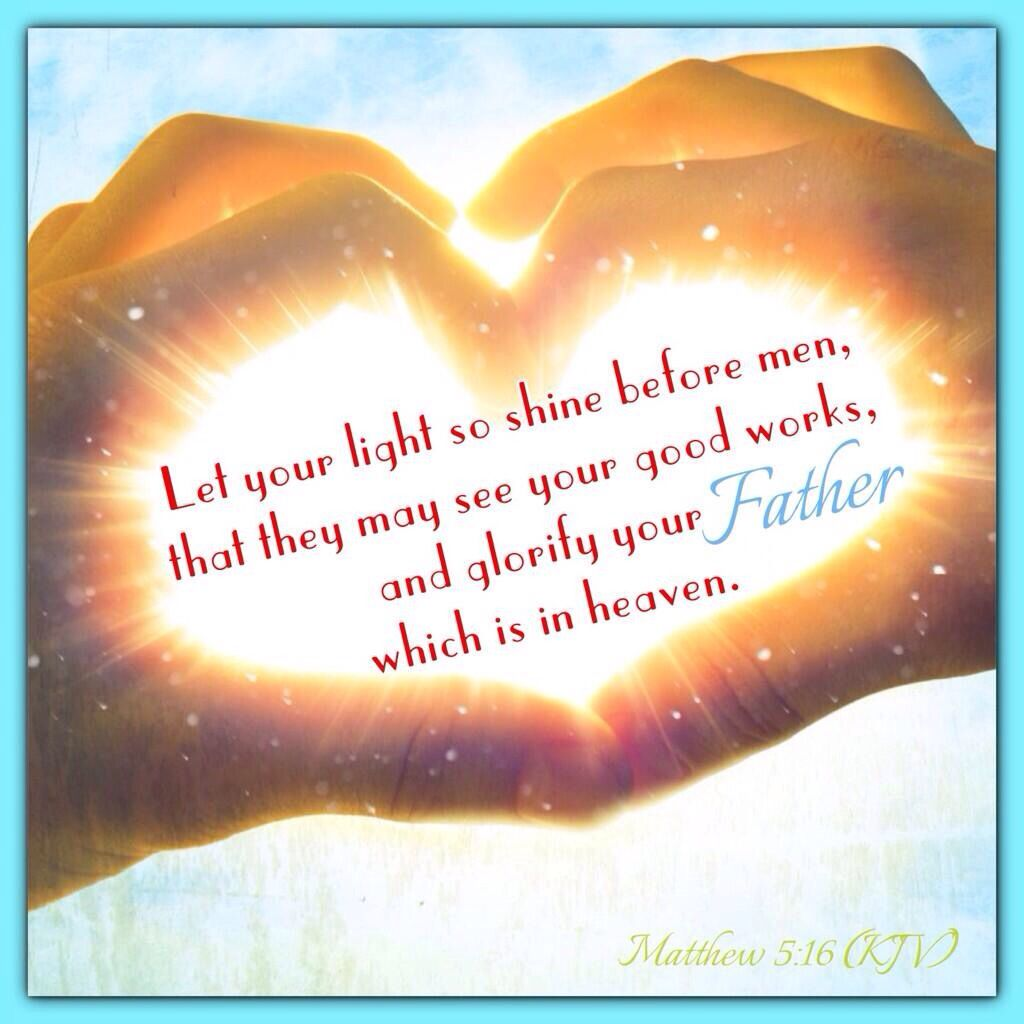 Let your light so shine before men,
that they may see your good works,
and glorify your Father
which is in heaven.
Matthew 5:16 (KJV)